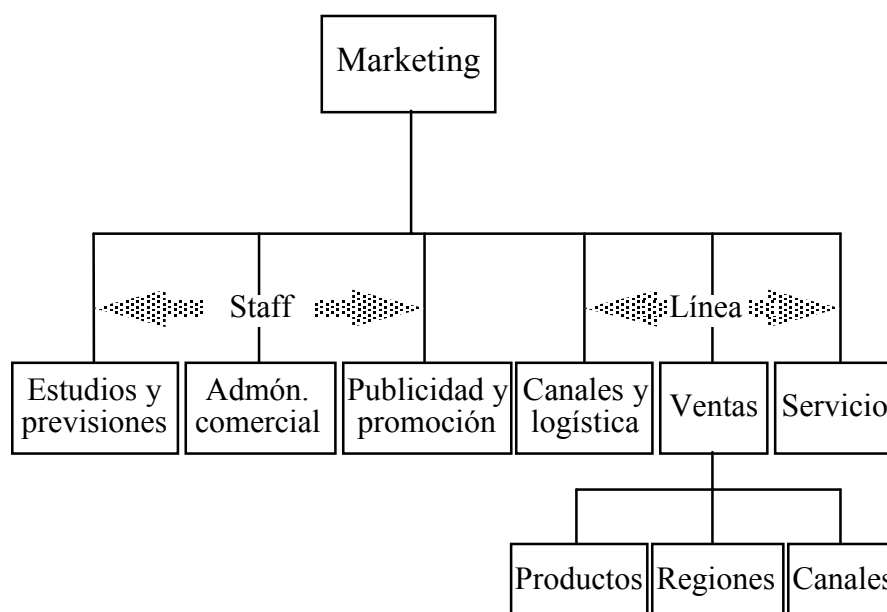 Marketing
Staff
Línea
Estudios y
previsiones
Admón.
comercial
Publicidad y
promoción
Canales y
logística
Ventas
Servicio
Productos
Regiones
Canales